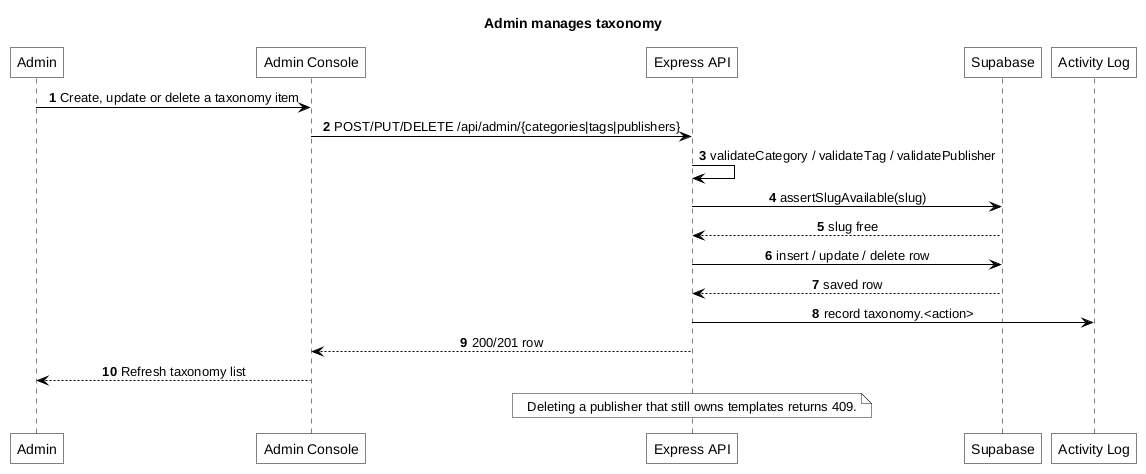 Admin manages taxonomy
Admin
Admin Console
Express API
Supabase
Activity Log
1 Create, update or delete a taxonomy item
2 POST/PUT/DELETE /api/admin/{categories|tags|publishers}
3 validateCategory / validateTag / validatePublisher
4 assertSlugAvailable(slug)
5 slug free
6 insert / update / delete row
7 saved row
8 record taxonomy.<action>
9 200/201 row
10 Refresh taxonomy list
Deleting a publisher that still owns templates returns 409.
Admin
Admin Console
Express API
Supabase
Activity Log